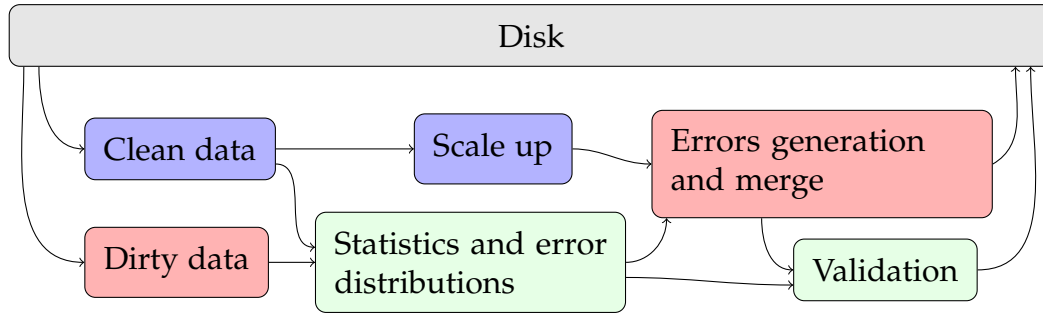 Disk
Clean data
Scale up
Errors generation
and merge
Dirty data
Statistics and error
distributions
Validation